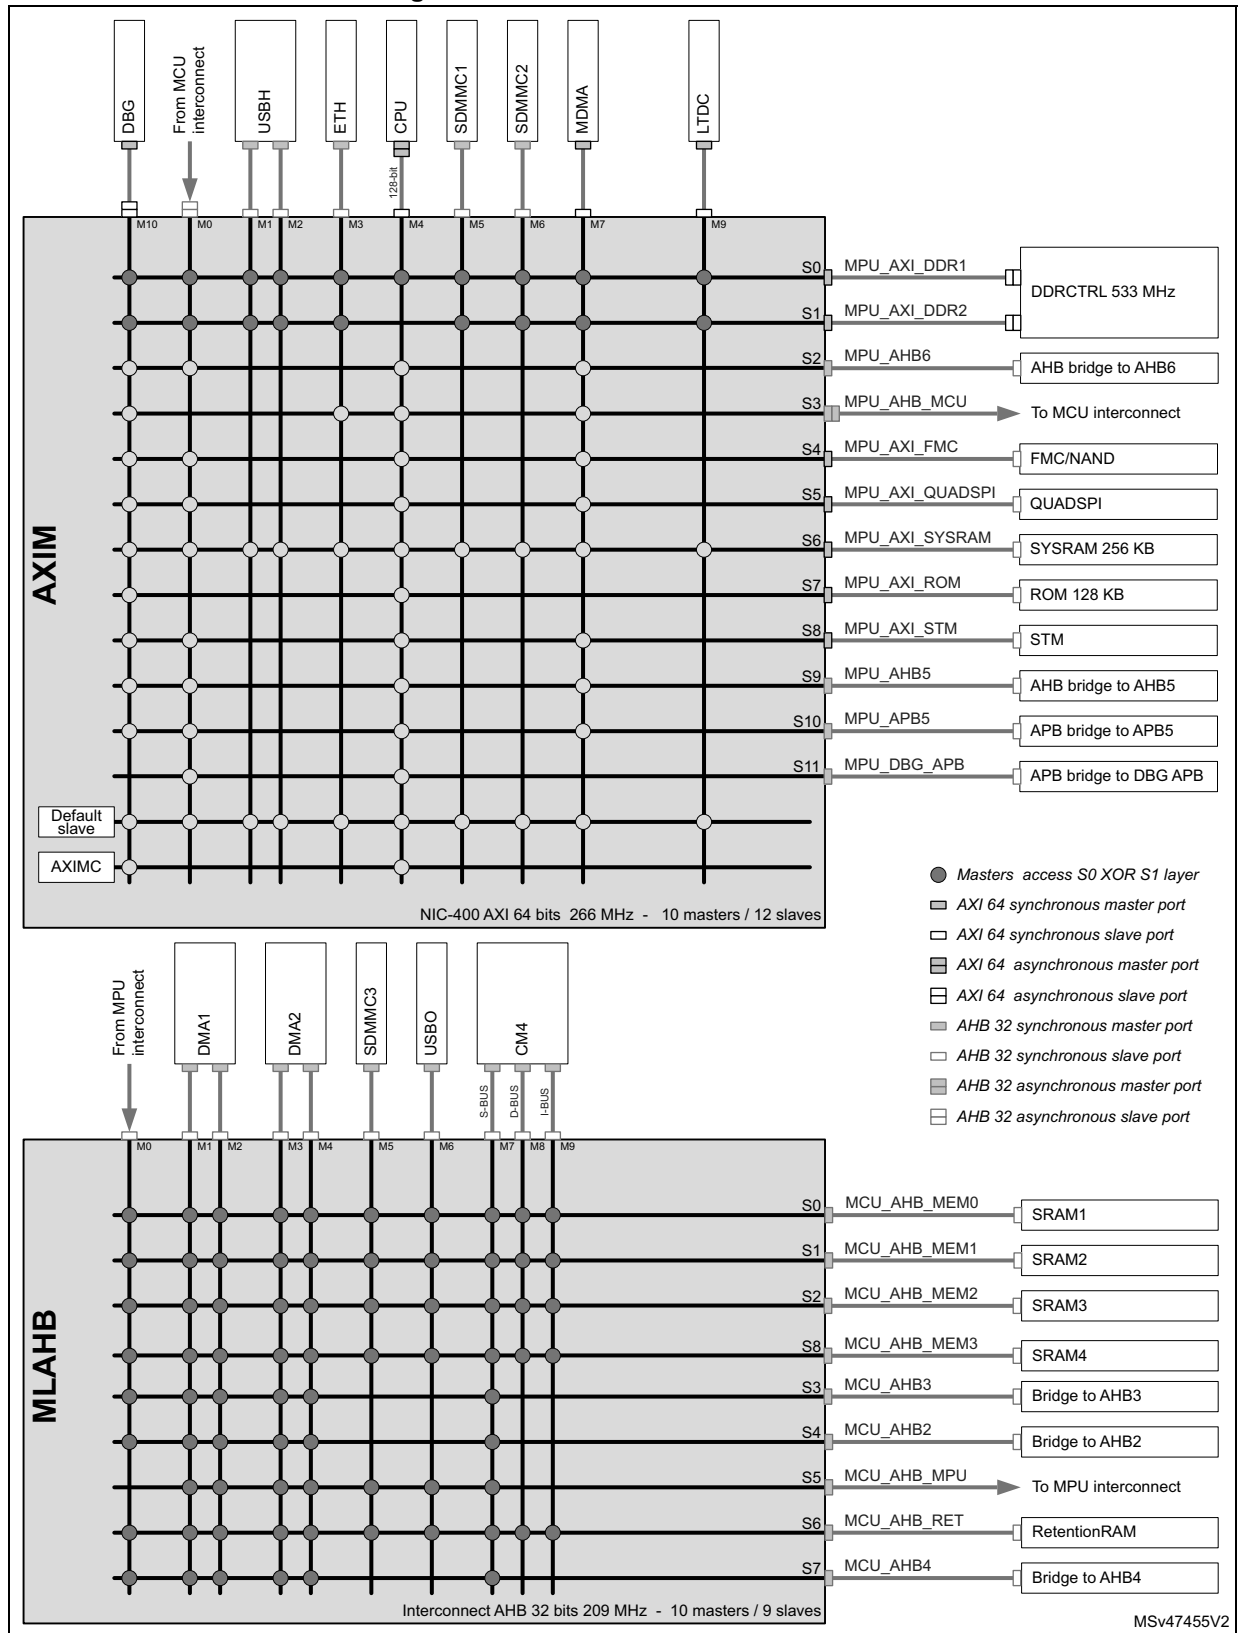 DBG
From MCU
interconnect
USBH
ETH
CPU
SDMMC1
SDMMC2
MDMA
LTDC
128-bit
M10
M0
M1
M2
M3
M4
M5
M6
M7
M9
AXIM
S0 MPU_AXI_DDR1
DDRCTRL 533 MHz
S1 MPU_AXI_DDR2
S2 MPU_AHB6 AHB bridge to AHB6
S3 MPU_AHB_MCU To MCU interconnect
S4 MPU_AXI_FMC FMC/NAND
S5 MPU_AXI_QUADSPI QUADSPI
S6 MPU_AXI_SYSRAM SYSRAM 256 KB
S7 MPU_AXI_ROM ROM 128 KB
S8 MPU_AXI_STM STM
S9 MPU_AHB5 AHB bridge to AHB5
S10 MPU_APB5 APB bridge to APB5
S11 MPU_DBG_APB APB bridge to DBG APB
Default
slave
AXIMC
NIC-400 AXI 64 bits 266 MHz - 10 masters / 12 slaves
Masters access S0 XOR S1 layer
AXI 64 synchronous master port
AXI 64 synchronous slave port
AXI 64 asynchronous master port
AXI 64 asynchronous slave port
AHB 32 synchronous master port
AHB 32 synchronous slave port
AHB 32 asynchronous master port
AHB 32 asynchronous slave port
From MPU
interconnect
DMA1
DMA2
SDMMC3
USBO
CM4
S-BUS
D-BUS
I-BUS
M0
M1
M2
M3
M4
M5
M6
M7
M8
M9
MLAHB
S0 MCU_AHB_MEM0 SRAM1
S1 MCU_AHB_MEM1 SRAM2
S2 MCU_AHB_MEM2 SRAM3
S8 MCU_AHB_MEM3 SRAM4
S3 MCU_AHB3 Bridge to AHB3
S4 MCU_AHB2 Bridge to AHB2
S5 MCU_AHB_MPU To MPU interconnect
S6 MCU_AHB_RET RetentionRAM
S7 MCU_AHB4 Bridge to AHB4
Interconnect AHB 32 bits 209 MHz - 10 masters / 9 slaves
MSv47455V2